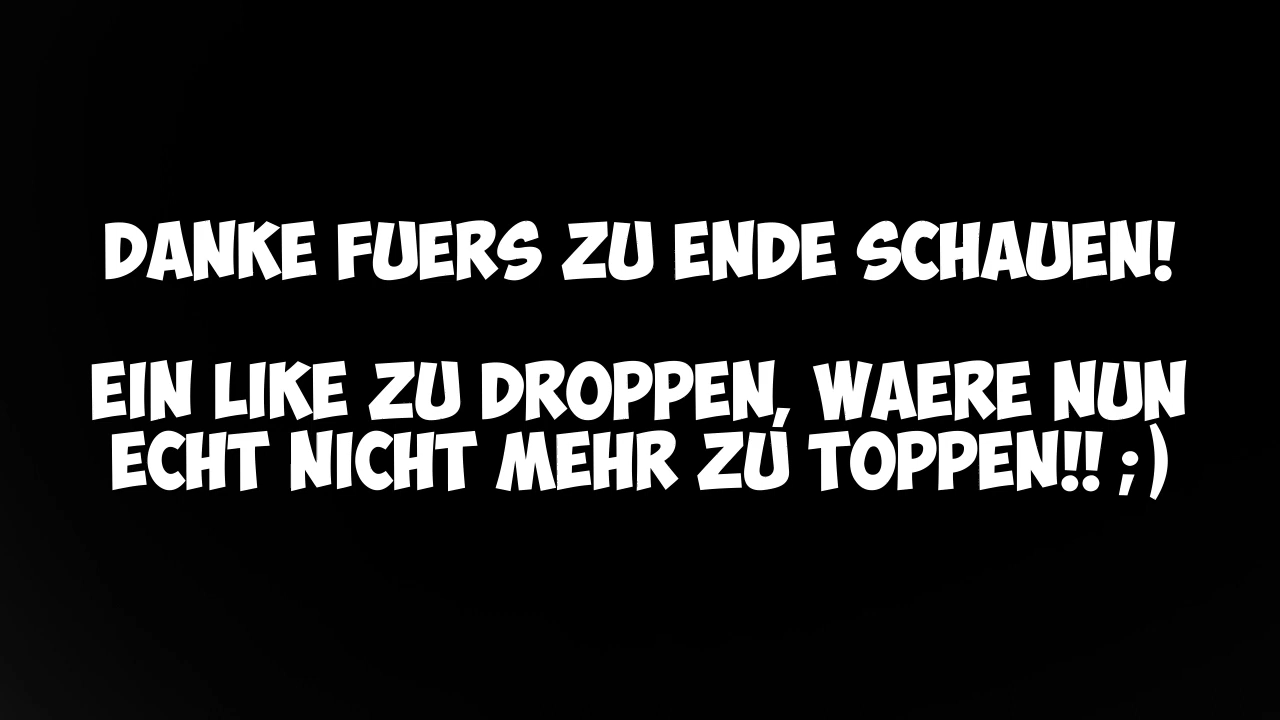 DANKE FUERS ZU ENDE SCHAUEN!
EIN LIKE ZU DROPPEN, WAERE NUN
ECHT NICHT MEHR ZU TOPPEN!! ;)